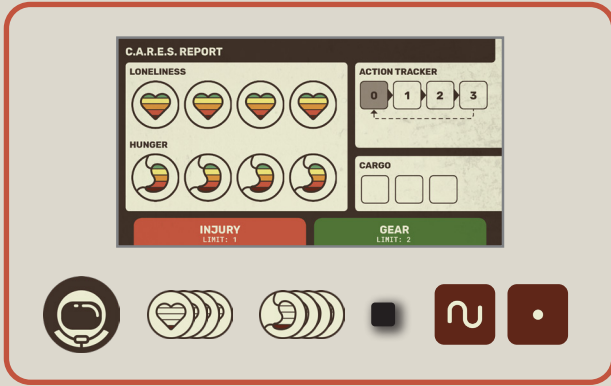 C.A.R.E.S. REPORT
LONELINESS
HUNGER
ACTION TRACKER
0 1 2 3
CARGO
INJURY
LIMIT: 1
GEAR
LIMIT: 2